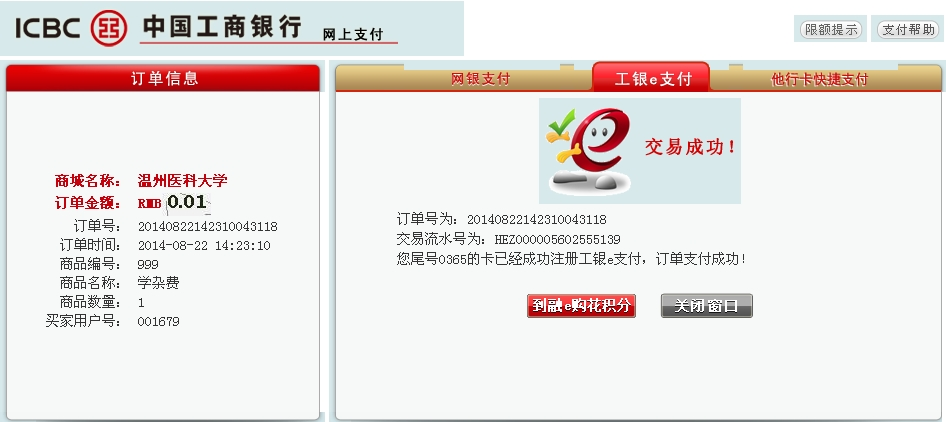 ICBC 中国工商银行 网上支付
限额提示 支付帮助
订单信息
商城名称： 温州医科大学
订单金额： RMB 0.01
订单号： 20140822142310043118
订单时间： 2014-08-22 14:23:10
商品编号： 999
商品名称： 学杂费
商品数量： 1
买家用户号： 001679
网银支付 工银e支付 他行卡快捷支付
交易成功！
订单号为：20140822142310043118
交易流水号为：HEZ000005602555139
您尾号0365的卡已经成功注册工银e支付，订单支付成功！
到融e购花积分 关闭窗口